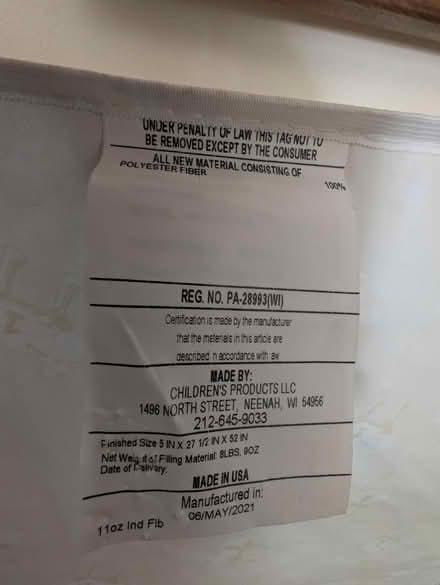 UNDER PENALTY OF LAW THIS TAG NOT TO
BE REMOVED EXCEPT BY THE CONSUMER
ALL NEW MATERIAL CONSISTING OF
POLYESTER FIBER 100%
REG. NO. PA-28993(WI)
Certification is made by the manufacturer
that the materials in this article are
described in accordance with law
MADE BY:
CHILDREN'S PRODUCTS LLC
1496 NORTH STREET, NEENAH, WI 54956
212-645-9033
Finished Size 5 IN X 27 1/2 IN X 52 IN
Net Weight of Filling Material: 8LBS, 9OZ
Date of Delivery:
MADE IN USA
Manufactured in:
06/MAY/2021
11oz Ind Fib